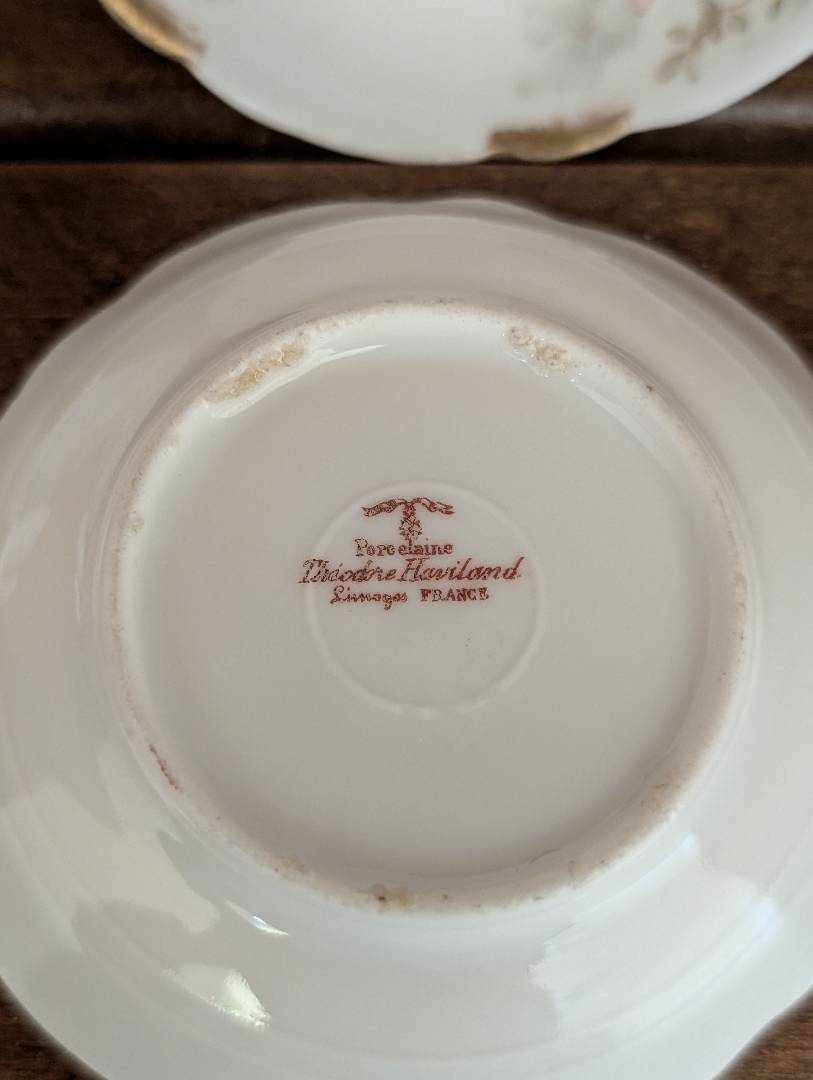 Porcelaine
Théodore Haviland
Limoges FRANCE